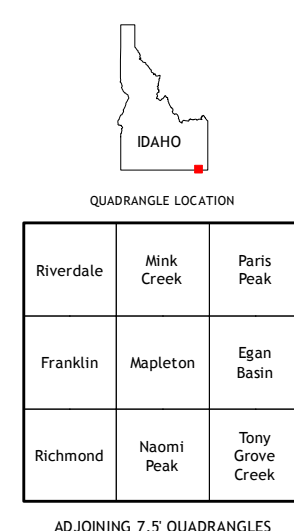 IDAHO
QUADRANGLE LOCATION
Riverdale
Mink
Creek
Paris
Peak
Franklin
Mapleton
Egan
Basin
Richmond
Naomi
Peak
Tony
Grove
Creek
ADJOINING 7.5' QUADRANGLES